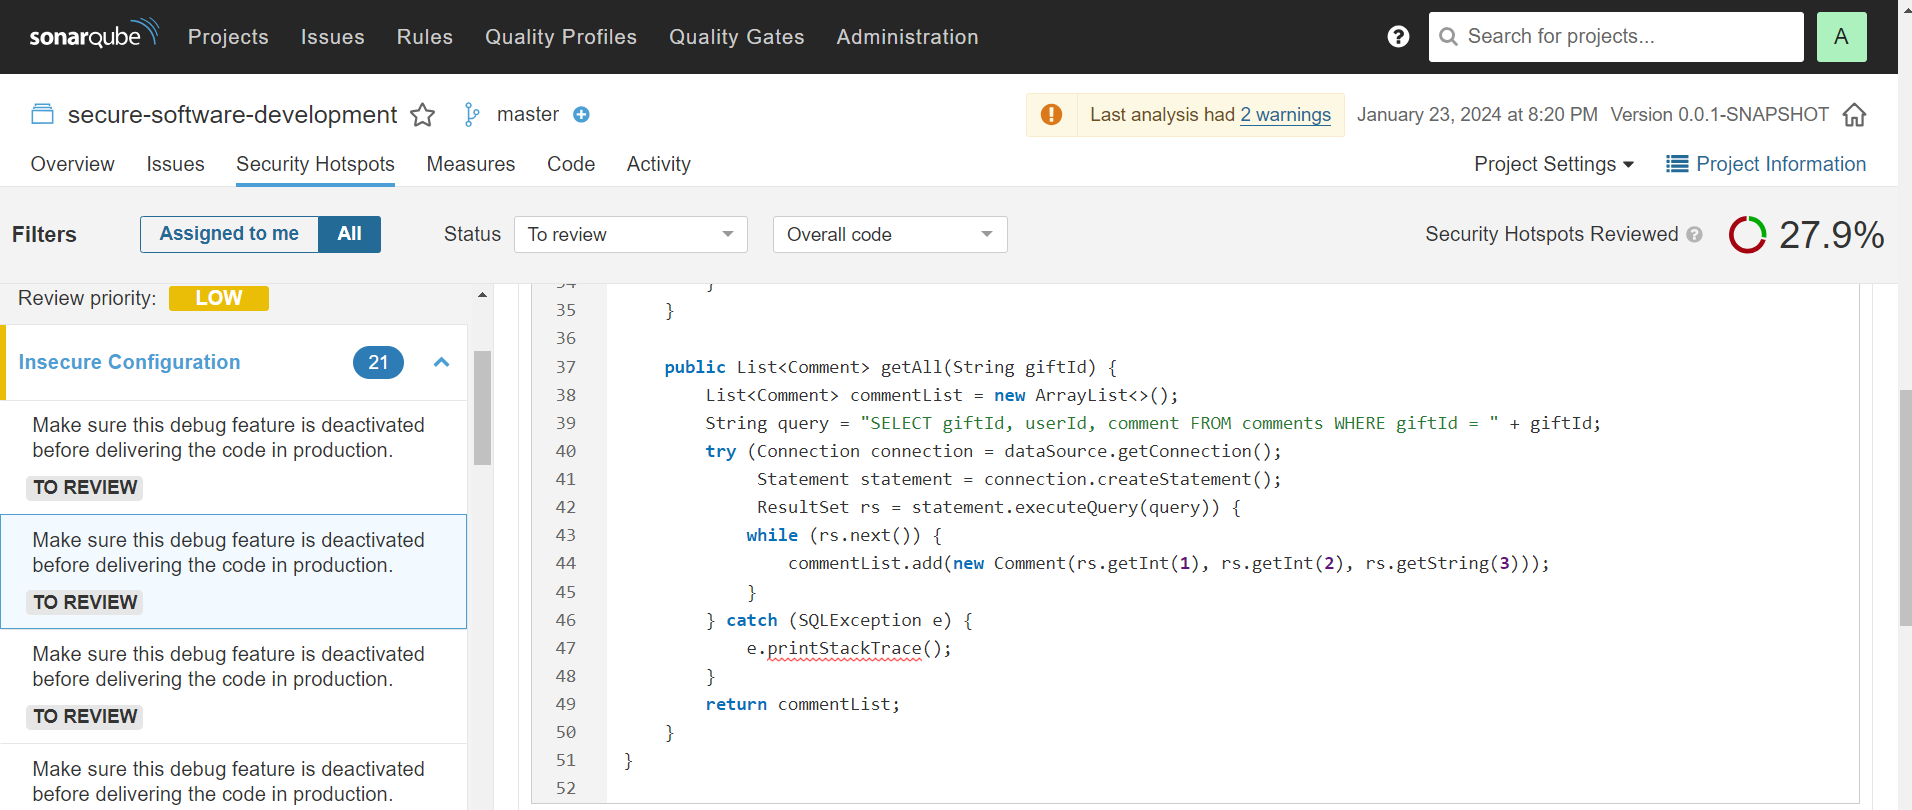 sonarqube Projects Issues Rules Quality Profiles Quality Gates Administration ? Search for projects... A
secure-software-development master Last analysis had 2 warnings January 23, 2024 at 8:20 PM Version 0.0.1-SNAPSHOT
Overview Issues Security Hotspots Measures Code Activity Project Settings Project Information
Filters Assigned to me All Status To review Overall code Security Hotspots Reviewed ? 27.9%
Review priority: LOW
Insecure Configuration 21
Make sure this debug feature is deactivated
before delivering the code in production.
TO REVIEW
Make sure this debug feature is deactivated
before delivering the code in production.
TO REVIEW
Make sure this debug feature is deactivated
before delivering the code in production.
TO REVIEW
Make sure this debug feature is deactivated
before delivering the code in production.
34 }
35 }
36
37 public List<Comment> getAll(String giftId) {
38 List<Comment> commentList = new ArrayList<>();
39 String query = "SELECT giftId, userId, comment FROM comments WHERE giftId = " + giftId;
40 try (Connection connection = dataSource.getConnection();
41 Statement statement = connection.createStatement();
42 ResultSet rs = statement.executeQuery(query)) {
43 while (rs.next()) {
44 commentList.add(new Comment(rs.getInt(1), rs.getInt(2), rs.getString(3)));
45 }
46 } catch (SQLException e) {
47 e.printStackTrace();
48 }
49 return commentList;
50 }
51 }
52